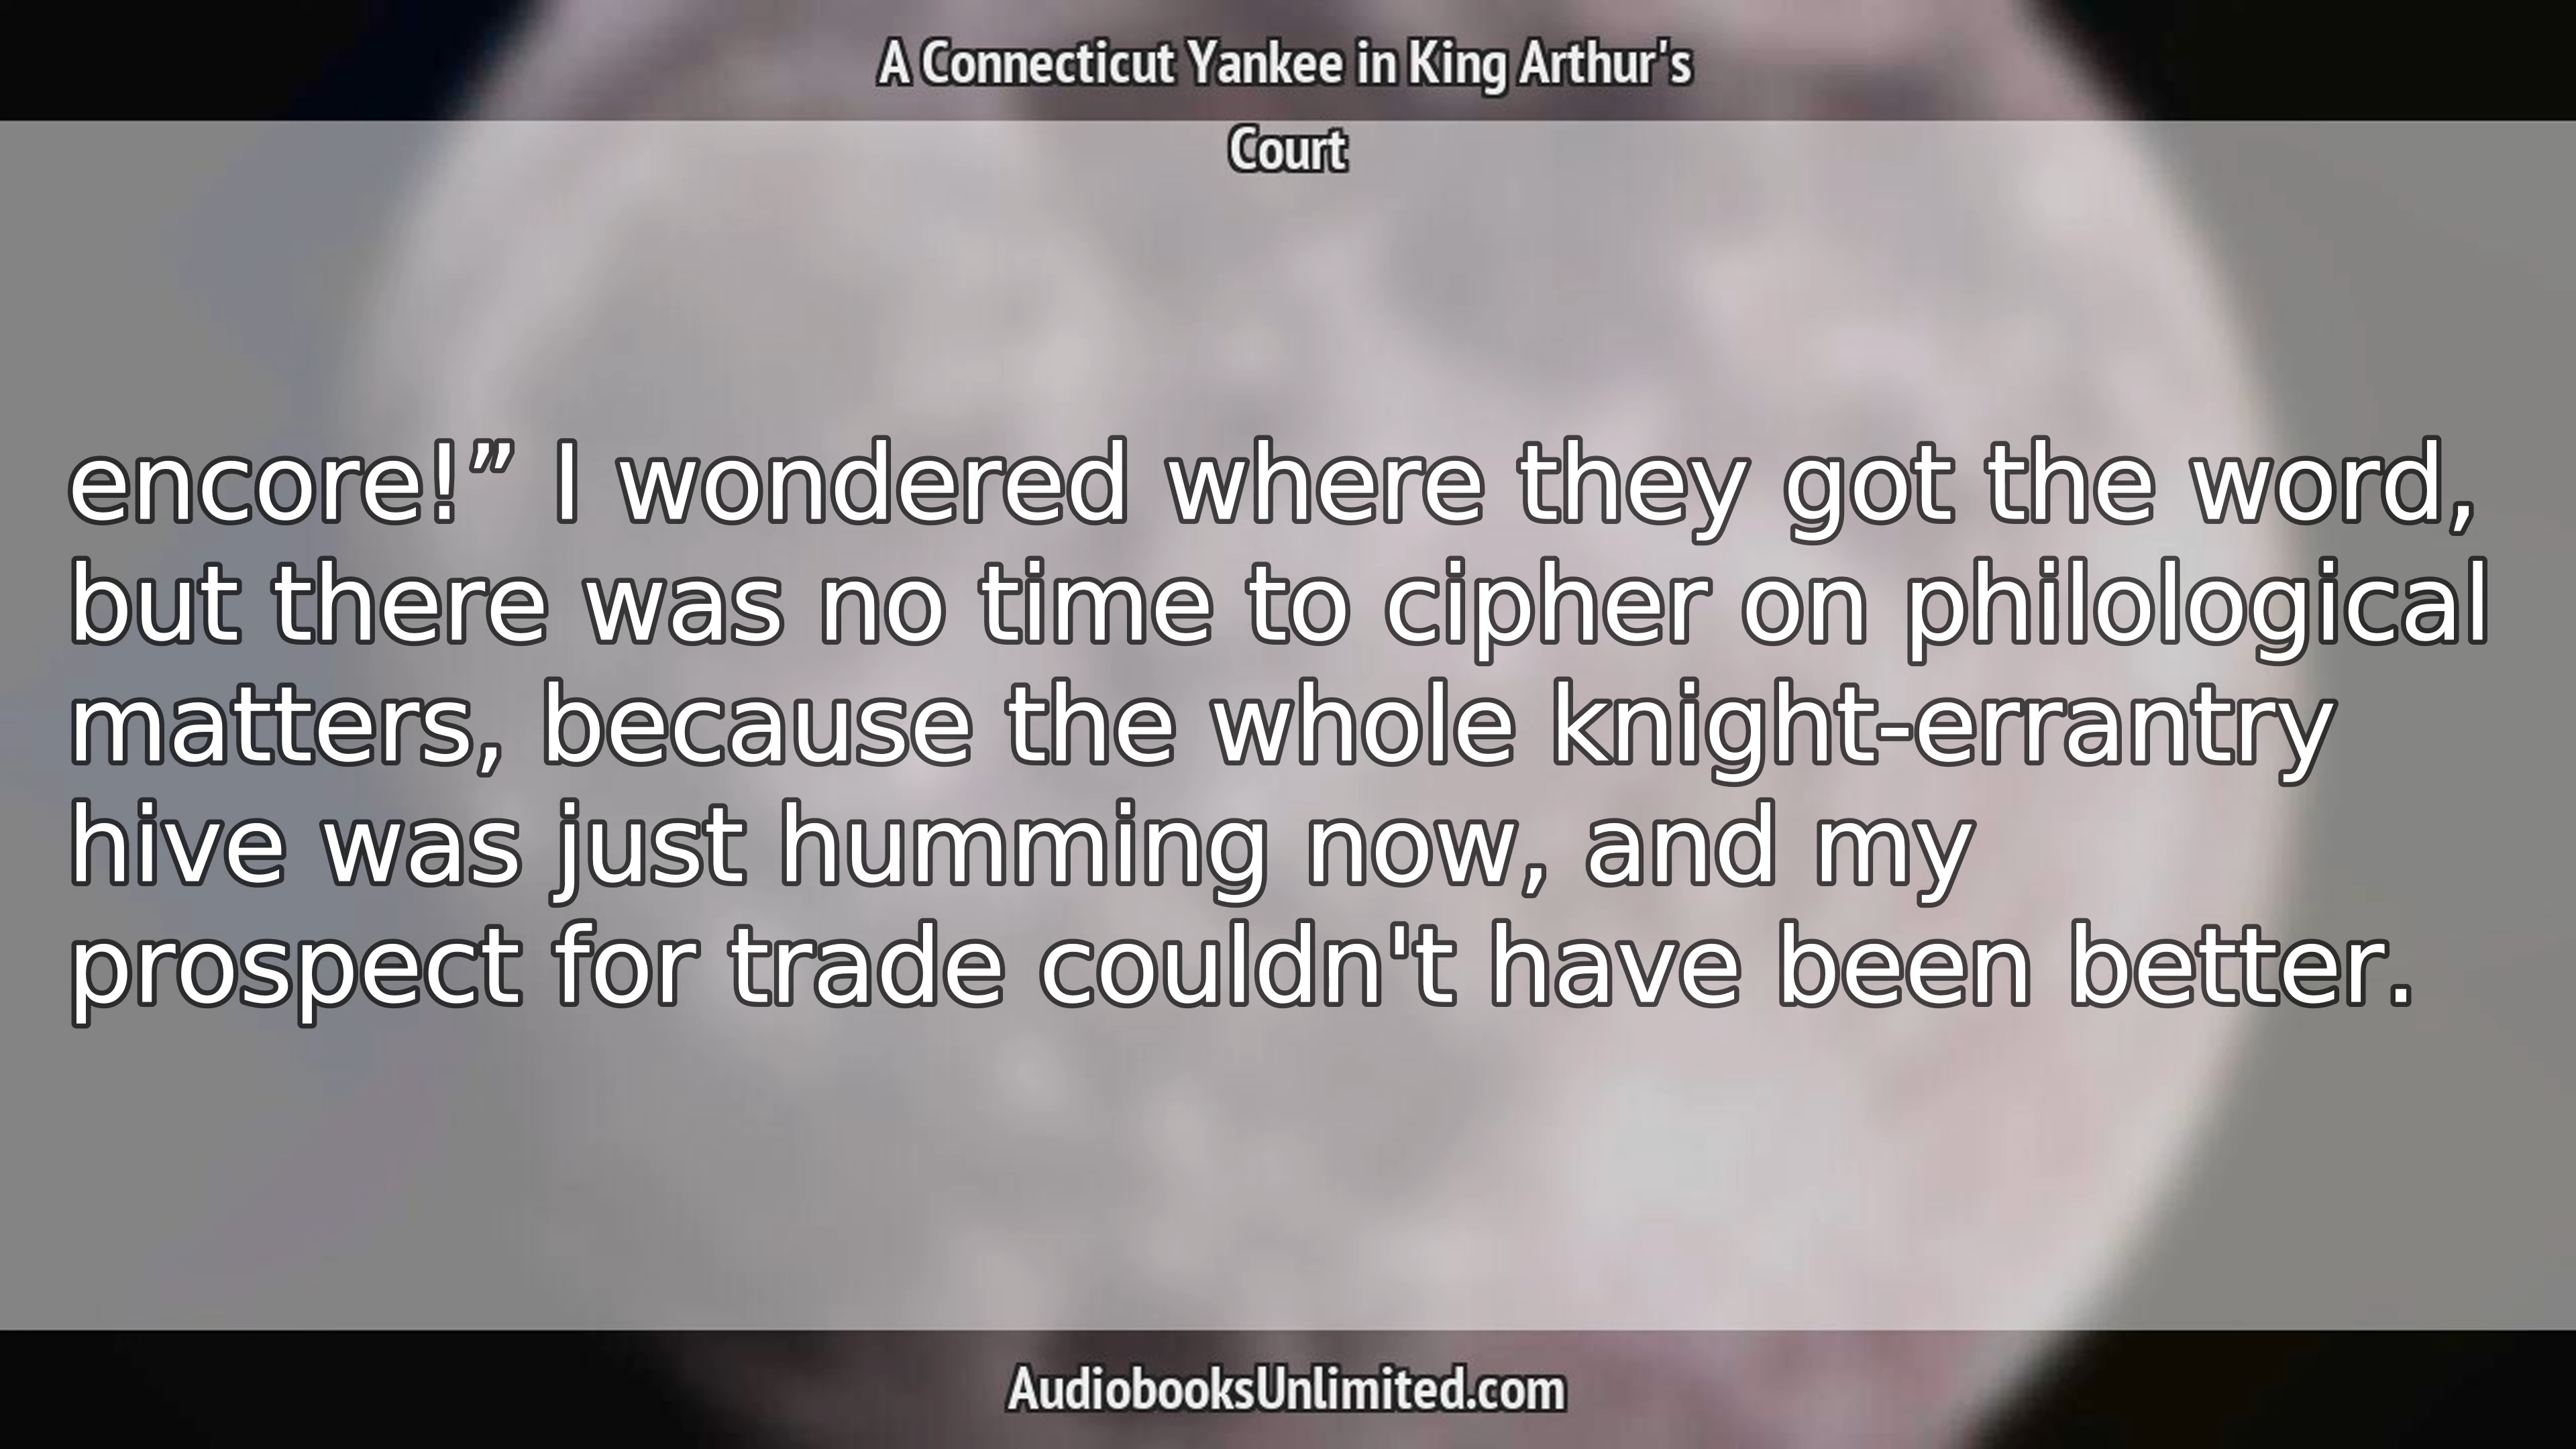 A Connecticut Yankee in King Arthur's
Court
encore!” I wondered where they got the word,
but there was no time to cipher on philological
matters, because the whole knight-errantry
hive was just humming now, and my
prospect for trade couldn't have been better.
AudiobooksUnlimited.com